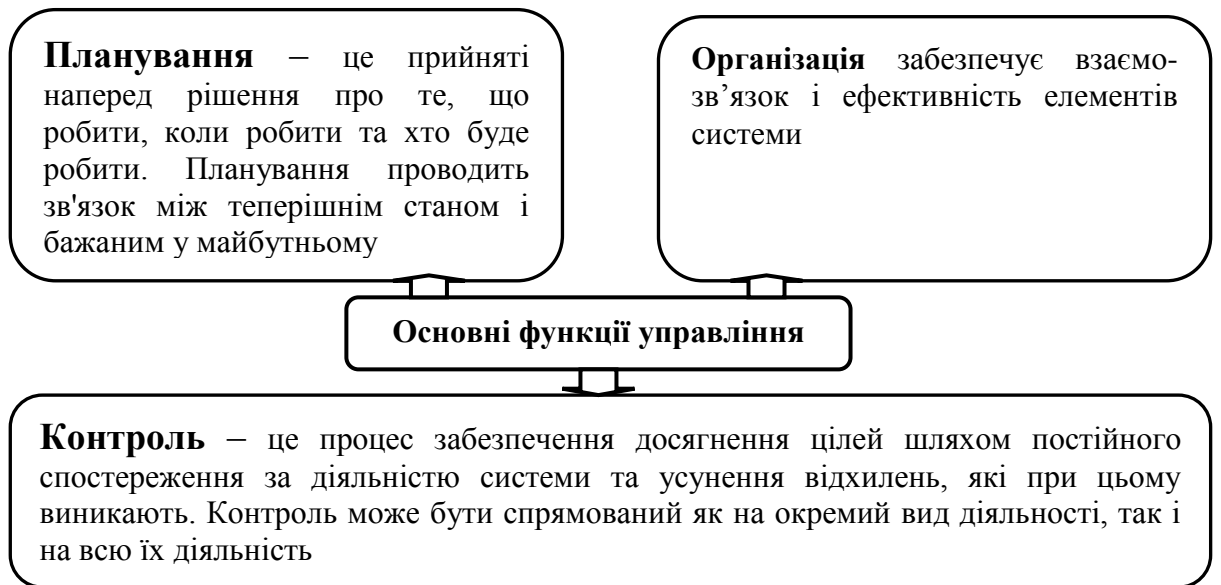 Планування – це прийняті
наперед рішення про те, що
робити, коли робити та хто буде
робити. Планування проводить
зв'язок між теперішнім станом і
бажаним у майбутньому
Організація забезпечує взаємо-
зв’язок і ефективність елементів
системи
Основні функції управління
Контроль – це процес забезпечення досягнення цілей шляхом постійного
спостереження за діяльністю системи та усунення відхилень, які при цьому
виникають. Контроль може бути спрямований як на окремий вид діяльності, так і
на всю їх діяльність